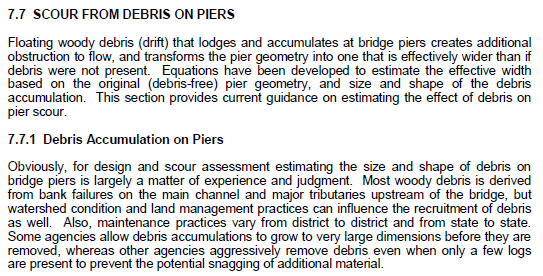 7.7 SCOUR FROM DEBRIS ON PIERS
Floating woody debris (drift) that lodges and accumulates at bridge piers creates additional
obstruction to flow, and transforms the pier geometry into one that is effectively wider than if
debris were not present. Equations have been developed to estimate the effective width
based on the original (debris-free) pier geometry, and size and shape of the debris
accumulation. This section provides current guidance on estimating the effect of debris on
pier scour.
7.7.1 Debris Accumulation on Piers
Obviously, for design and scour assessment estimating the size and shape of debris on
bridge piers is largely a matter of experience and judgment. Most woody debris is derived
from bank failures on the main channel and major tributaries upstream of the bridge, but
watershed condition and land management practices can influence the recruitment of debris
as well. Also, maintenance practices vary from district to district and from state to state.
Some agencies allow debris accumulations to grow to very large dimensions before they are
removed, whereas other agencies aggressively remove debris even when only a few logs
are present to prevent the potential snagging of additional material.